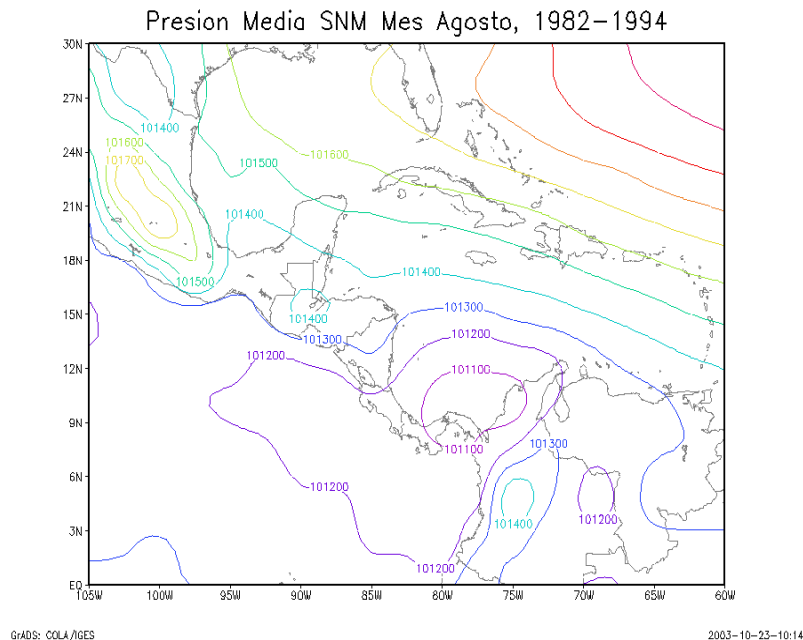 Presion Media SNM Mes Agosto, 1982-1994
30N
27N
101400
101600
24N
101600
101700
101500
21N
101400
18N
101500
101400
15N
101400
101300
101300
101200
12N
101200
101100
9N
101100
101300
6N
101200
101400
101200
3N
101200
EQ
105W 100W 95W 90W 85W 80W 75W 70W 65W 60W
GrADS: COLA/IGES 2003-10-23-10:14